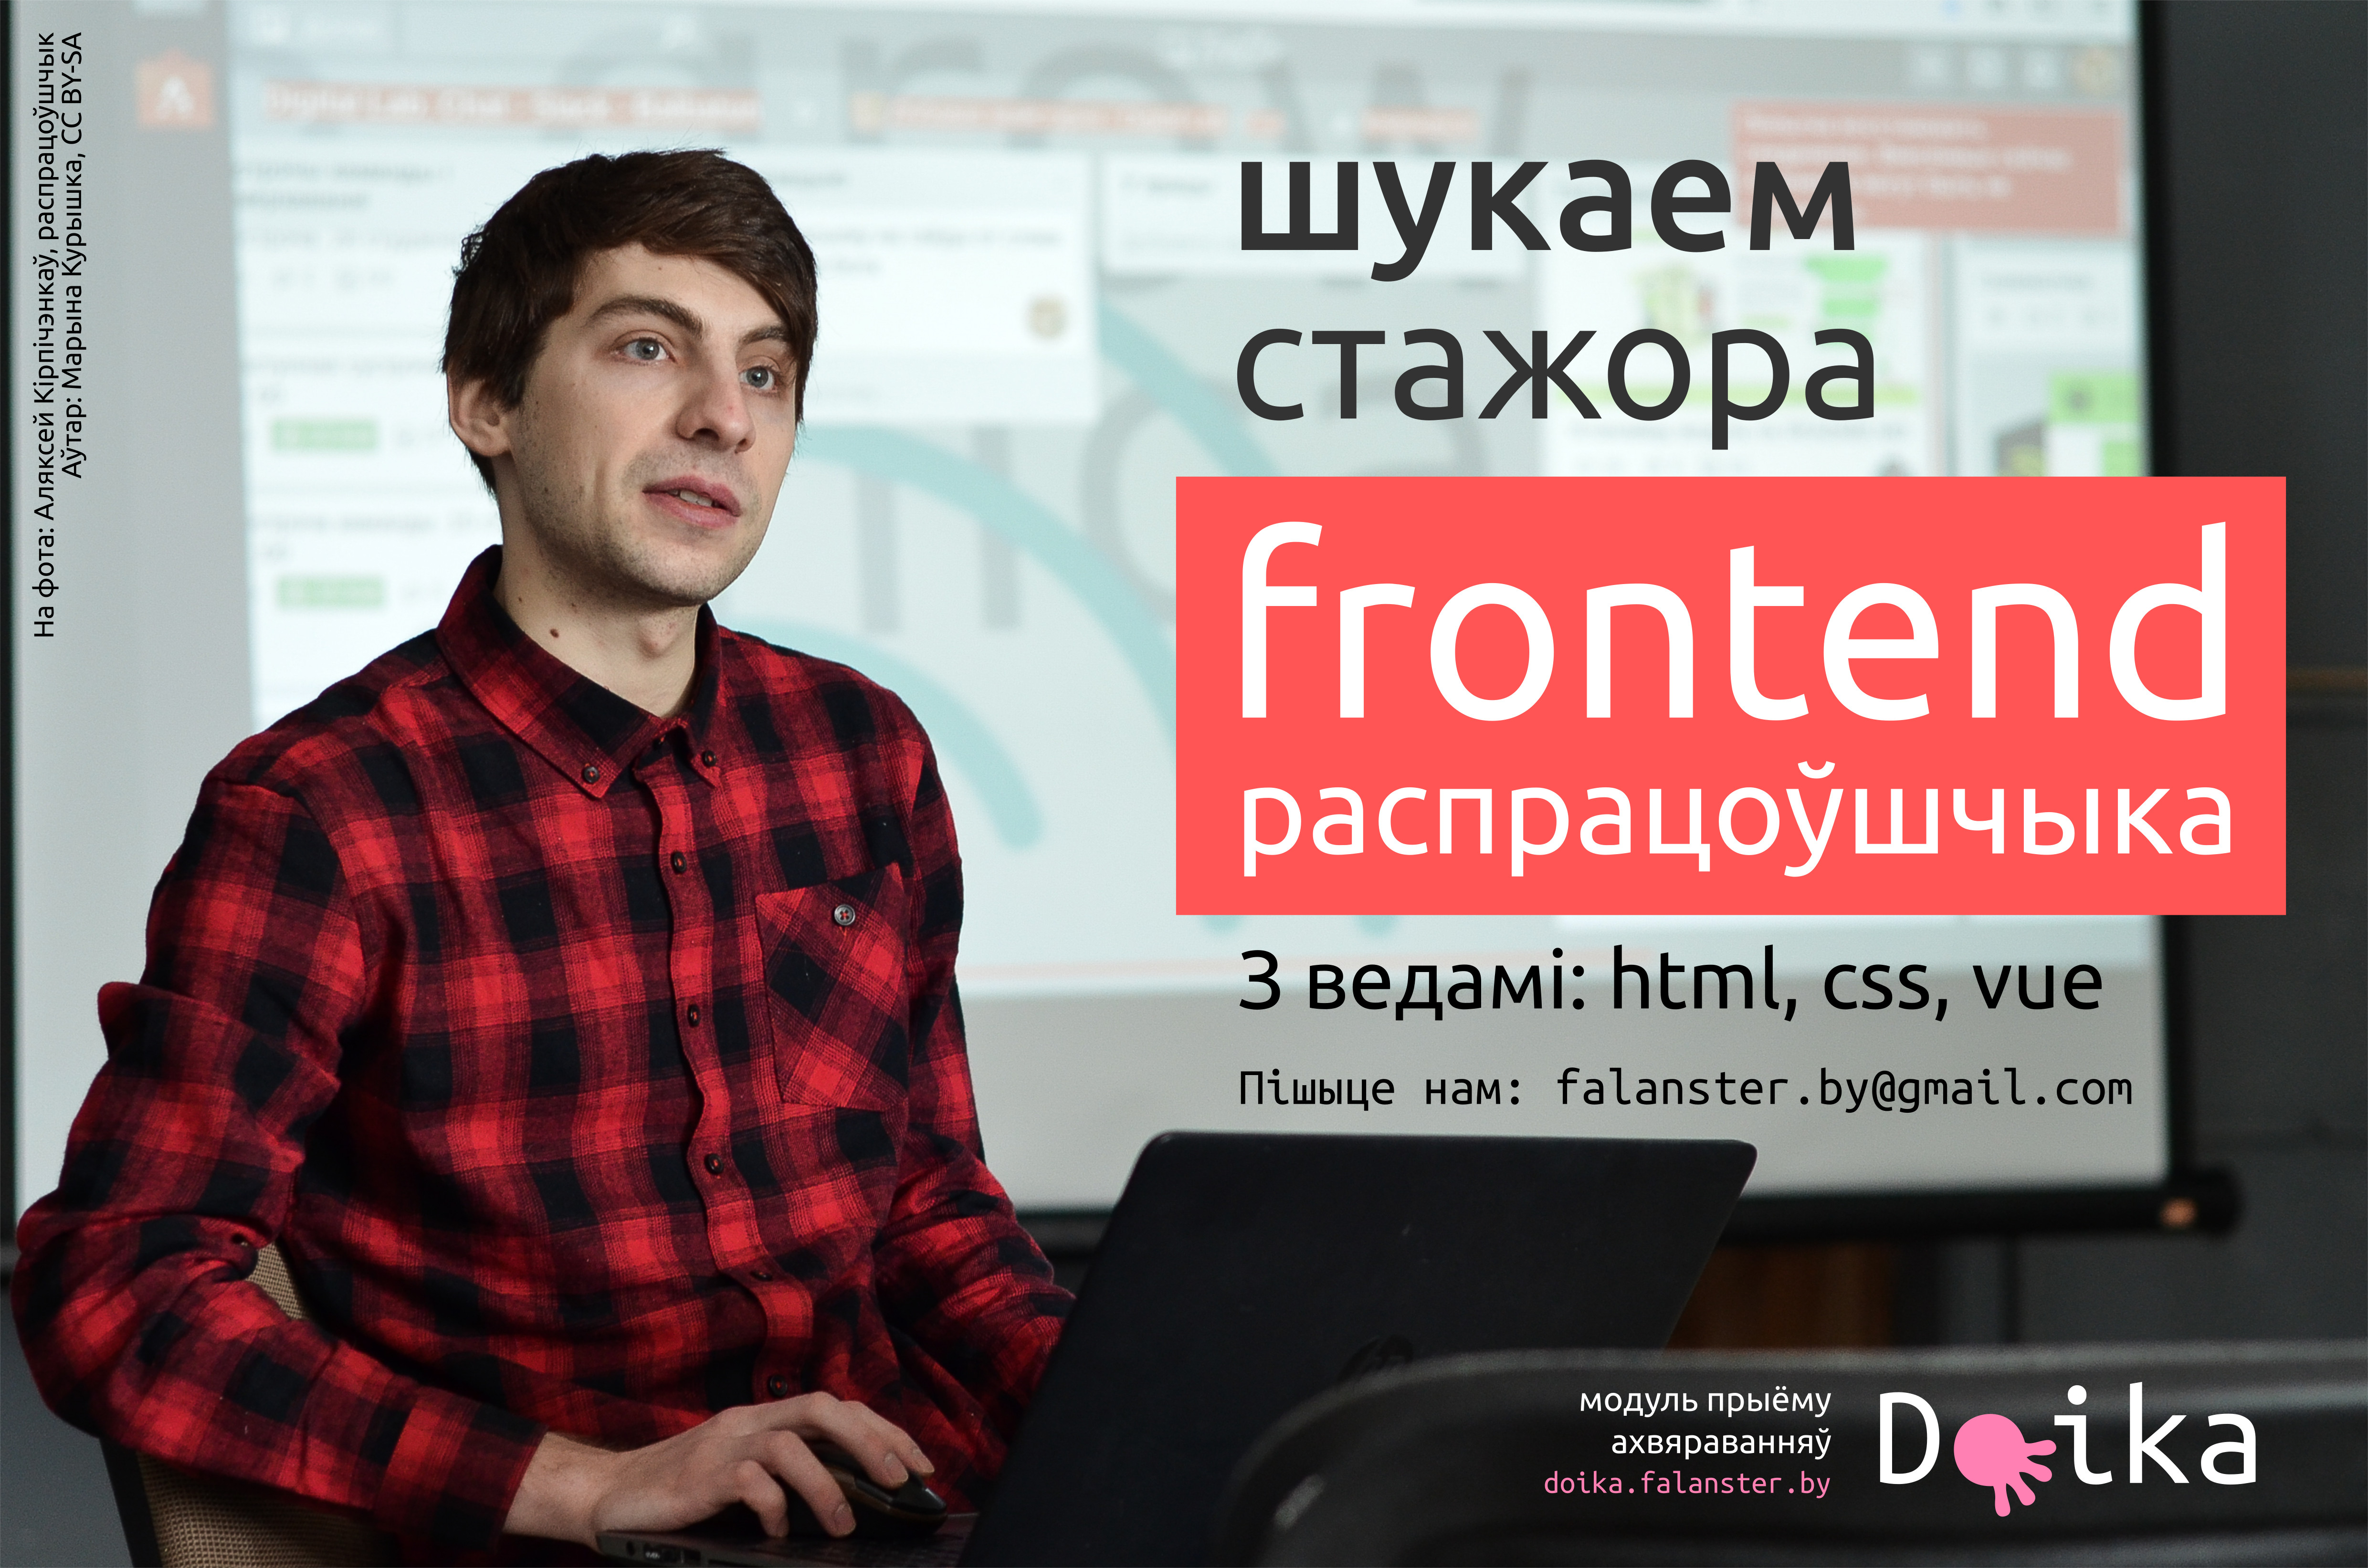 На фота: Аляксей Кірпічэнкаў, распрацоўшчык
Аўтар: Марына Курышка, CC BY-SA
шукаем
стажора
frontend
распрацоўшчыка
З ведамі: html, css, vue
Пішыце нам: falanster.by@gmail.com
модуль прыёму
ахвяраванняў
doika.falanster.by
Doika